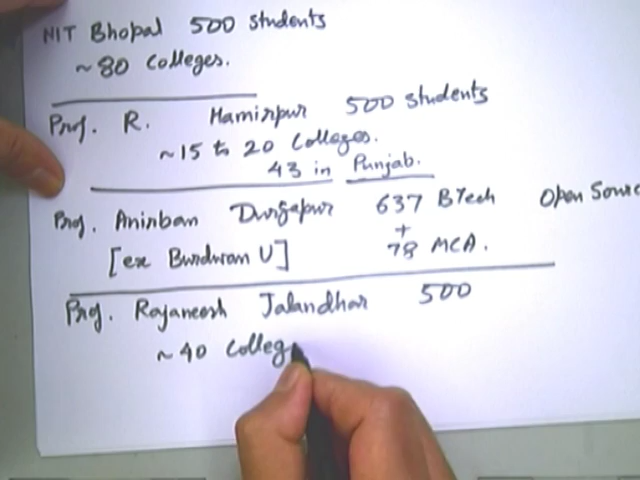 NIT Bhopal 500 students
~ 80 Colleges.
Prof. R. Hamirpur 500 students
~15 to 20 Colleges.
43 in Punjab.
Prof. Anirban Durgapur 637 BTech Open Source
[ex Burdwan U] + 78 MCA.
Prof. Rajaneesh Jalandhar 500
~ 40 Colleg